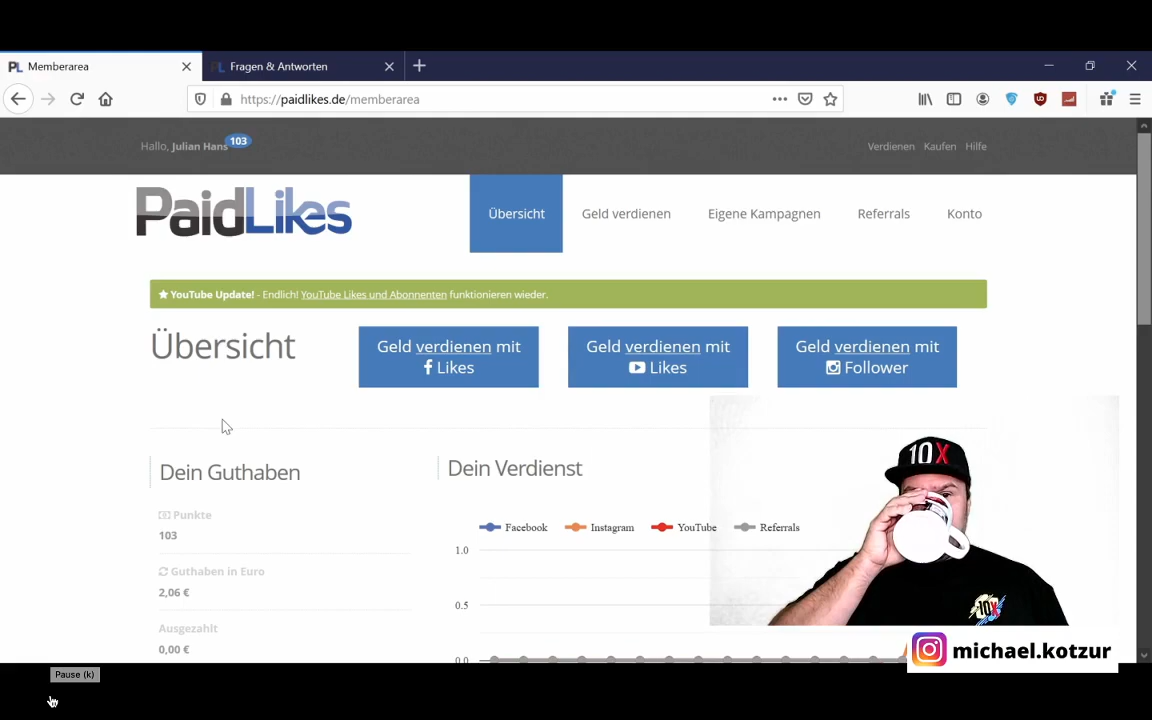 PL Memberarea
PL Fragen & Antworten
https://paidlikes.de/memberarea
Hallo, Julian Hans 103
Verdienen Kaufen Hilfe
PaidLikes
Übersicht Geld verdienen Eigene Kampagnen Referrals Konto
YouTube Update! - Endlich! YouTube Likes und Abonnenten funktionieren wieder.
Übersicht
Geld verdienen mit
Likes
Geld verdienen mit
Likes
Geld verdienen mit
Follower
Dein Guthaben
Punkte
103
Guthaben in Euro
2,06 €
Ausgezahlt
0,00 €
Dein Verdienst
Facebook Instagram YouTube Referrals
1.0
0.5
0.0
10X
10X
michael.kotzur
Pause (k)